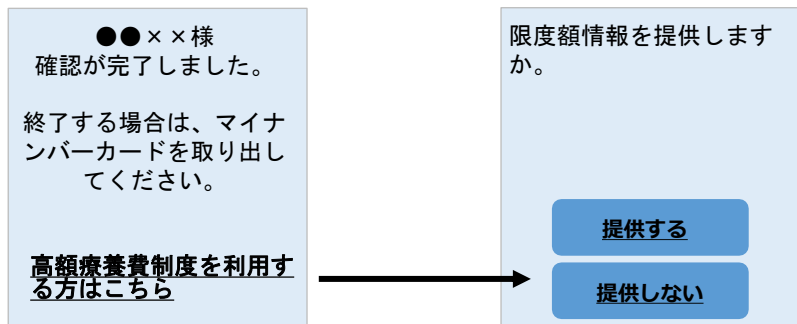 ●●××様
確認が完了しました。
終了する場合は、マイナ
ンバーカードを取り出し
てください。
高額療養費制度を利用す
る方はこちら
限度額情報を提供します
か。
提供する
提供しない